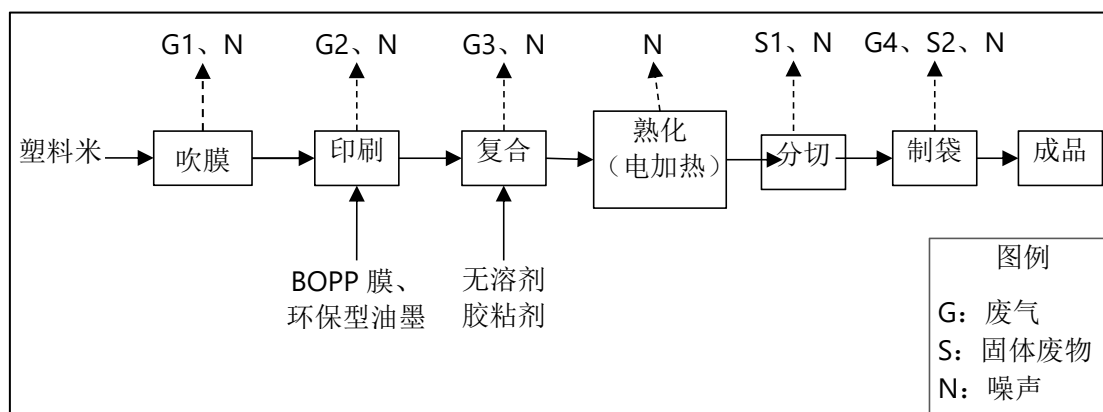 G1、N
G2、N
G3、N
N
S1、N
G4、S2、N
塑料米
吹膜
印刷
复合
熟化
（电加热）
分切
制袋
成品
BOPP 膜、
环保型油墨
无溶剂
胶粘剂
图例
G：废气
S：固体废物
N：噪声